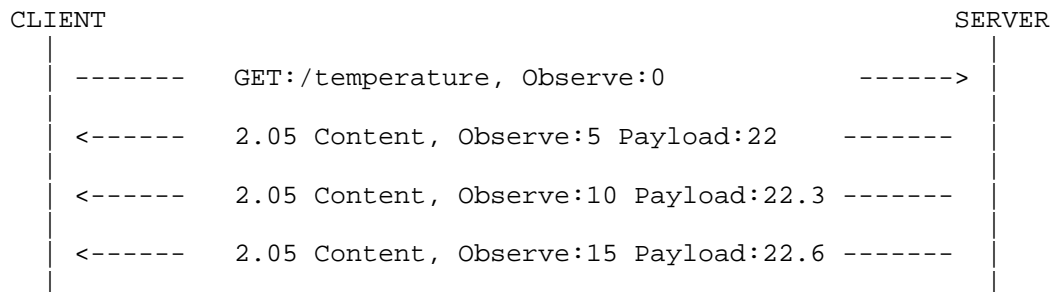 CLIENT SERVER
------- GET:/temperature, Observe:0 ------>
<------ 2.05 Content, Observe:5 Payload:22 -------
<------ 2.05 Content, Observe:10 Payload:22.3 -------
<------ 2.05 Content, Observe:15 Payload:22.6 -------